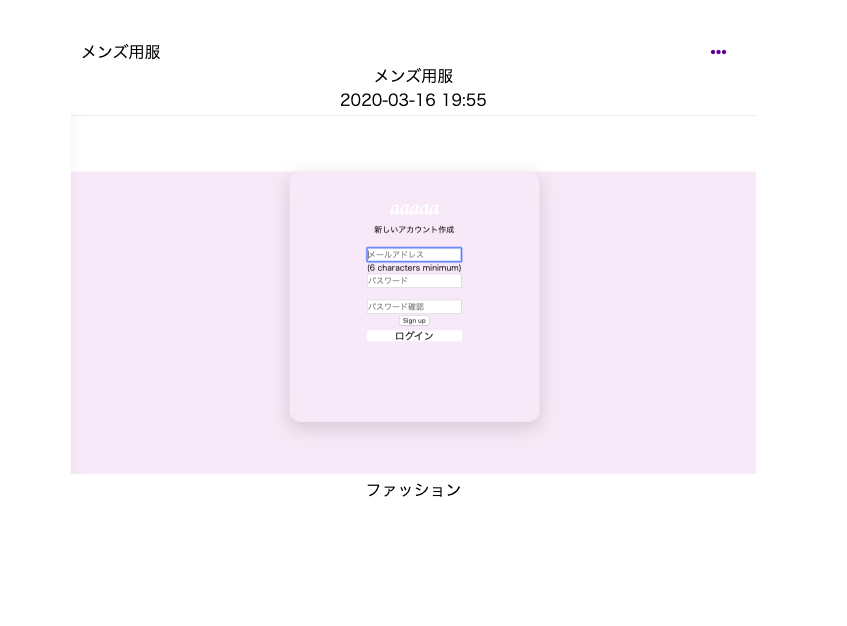 メンズ用服
メンズ用服
2020-03-16 19:55
aaaaa
新しいアカウント作成
メールアドレス
(6 characters minimum)
パスワード
パスワード確認
Sign up
ログイン
ファッション